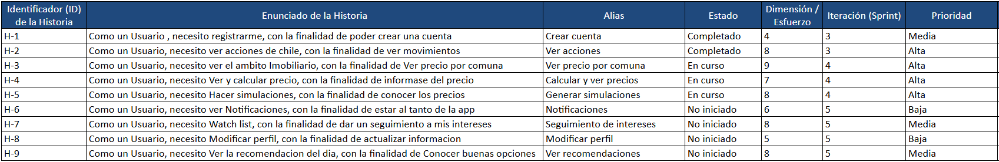 Identificador (ID) de la Historia | Enunciado de la Historia | Alias | Estado | Dimensión / Esfuerzo | Iteración (Sprint) | Prioridad
H-1 | Como un Usuario , necesito registrarme, con la finalidad de poder crear una cuenta | Crear cuenta | Completado | 4 | 3 | Media
H-2 | Como un Usuario, necesito ver acciones de chile, con la finalidad de ver movimientos | Ver acciones | Completado | 8 | 3 | Alta
H-3 | Como un Usuario, necesito ver el ambito Imobiliario, con la finalidad de Ver precio por comuna | Ver precio por comuna | En curso | 9 | 4 | Alta
H-4 | Como un Usuario, necesito Ver y calcular precio, con la finalidad de informase del precio | Calcular y ver precios | En curso | 7 | 4 | Alta
H-5 | Como un Usuario, necesito Hacer simulaciones, con la finalidad de conocer los precios | Generar simulaciones | En curso | 8 | 4 | Alta
H-6 | Como un Usuario, necesito ver Notificaciones, con la finalidad de estar al tanto de la app | Notificaciones | No iniciado | 6 | 5 | Baja
H-7 | Como un Usuario, necesito Watch list, con la finalidad de dar un seguimiento a mis intereses | Seguimiento de intereses | No iniciado | 8 | 5 | Media
H-8 | Como un Usuario, necesito Modificar perfil, con la finalidad de actualizar informacion | Modificar perfil | No iniciado | 5 | 5 | Baja
H-9 | Como un Usuario, necesito Ver la recomendacion del dia, con la finalidad de Conocer buenas opciones | Ver recomendaciones | No iniciado | 8 | 5 | Media